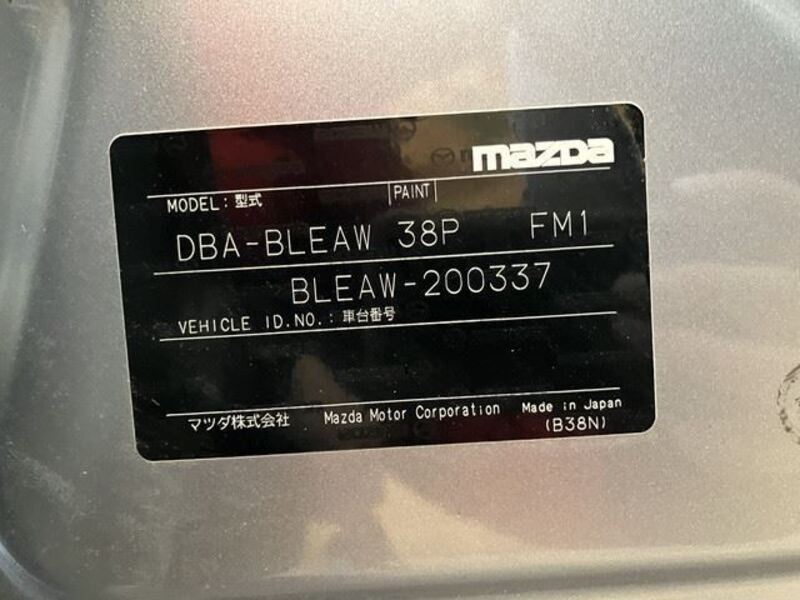 mazda
MODEL: 型式 PAINT
DBA-BLEAW 38P FM1
BLEAW-200337
VEHICLE ID.NO.: 車台番号
マツダ株式会社 Mazda Motor Corporation Made in Japan
(B38N)